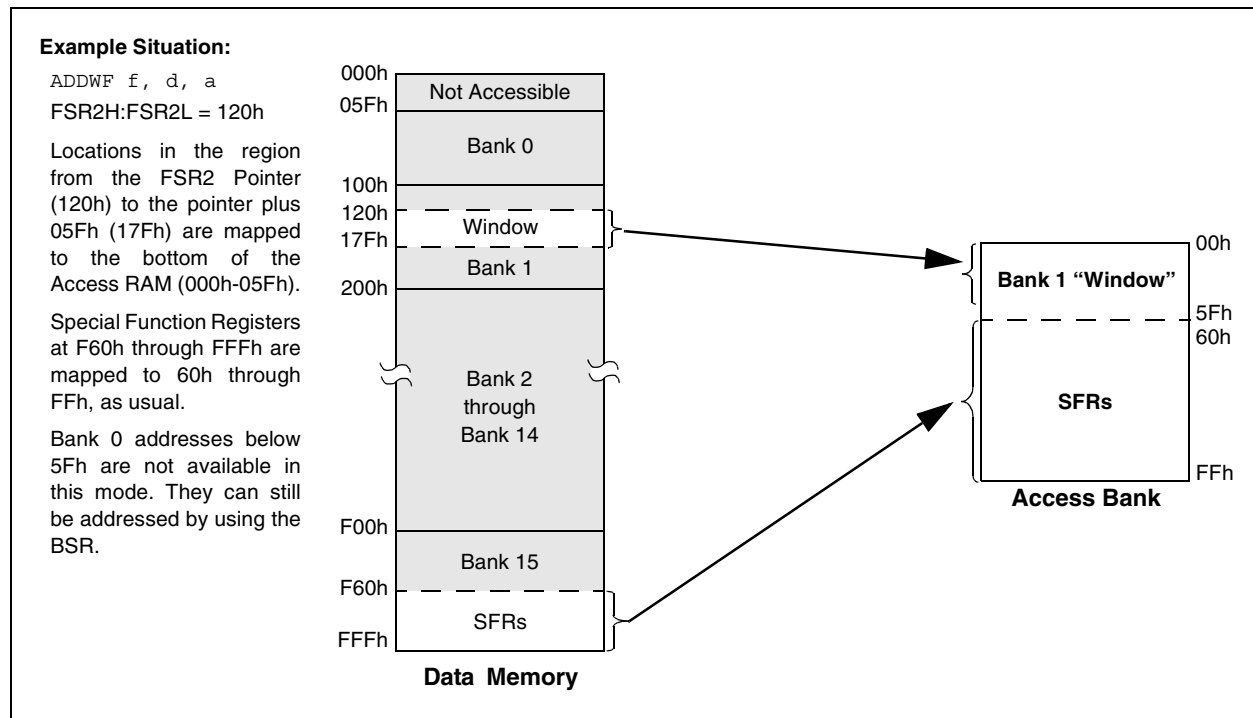 Example Situation:
ADDWF f, d, a
FSR2H:FSR2L = 120h
Locations in the region
from the FSR2 Pointer
(120h) to the pointer plus
05Fh (17Fh) are mapped
to the bottom of the
Access RAM (000h-05Fh).
Special Function Registers
at F60h through FFFh are
mapped to 60h through
FFh, as usual.
Bank 0 addresses below
5Fh are not available in
this mode. They can still
be addressed by using the
BSR.
000h
Not Accessible
05Fh
Bank 0
100h
120h
Window
17Fh
Bank 1
200h
Bank 2
through
Bank 14
F00h
Bank 15
F60h
SFRs
FFFh
Data Memory
00h
Bank 1 “Window”
5Fh
60h
SFRs
FFh
Access Bank